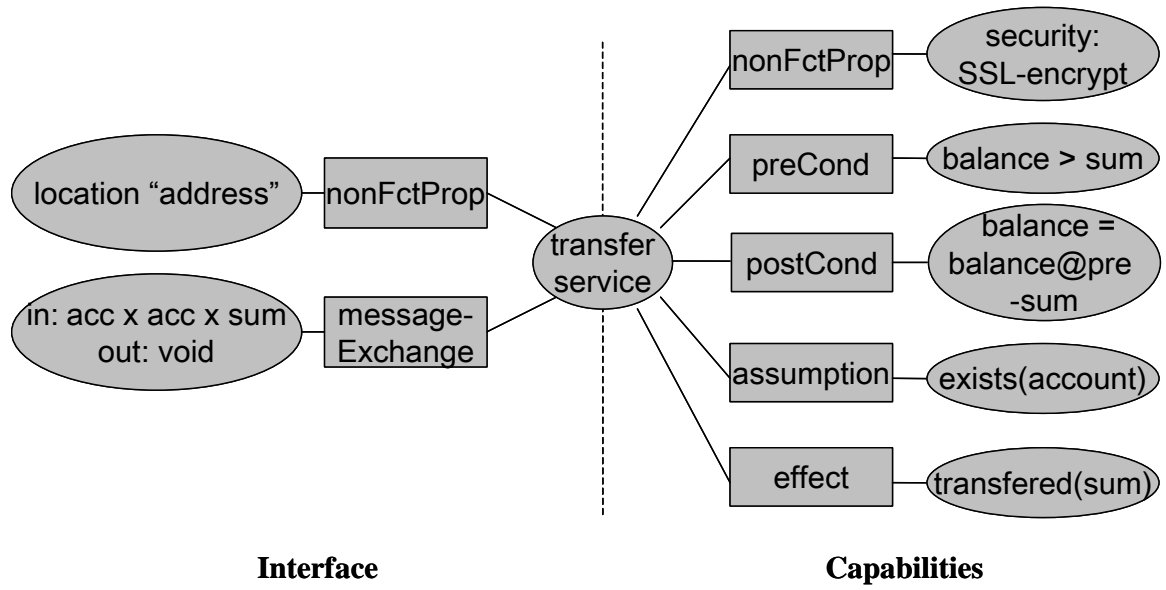 location “address”
nonFctProp
in: acc x acc x sum
out: void
message-
Exchange
transfer
service
nonFctProp
security:
SSL-encrypt
preCond
balance > sum
postCond
balance =
balance@pre
-sum
assumption
exists(account)
effect
transfered(sum)
Interface
Capabilities